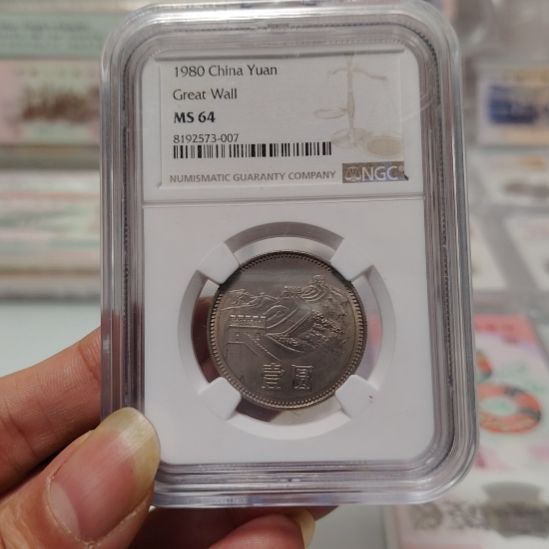 1980 China Yuan
Great Wall
MS 64
8192573-007
NUMISMATIC GUARANTY COMPANY NGC
壹 圆